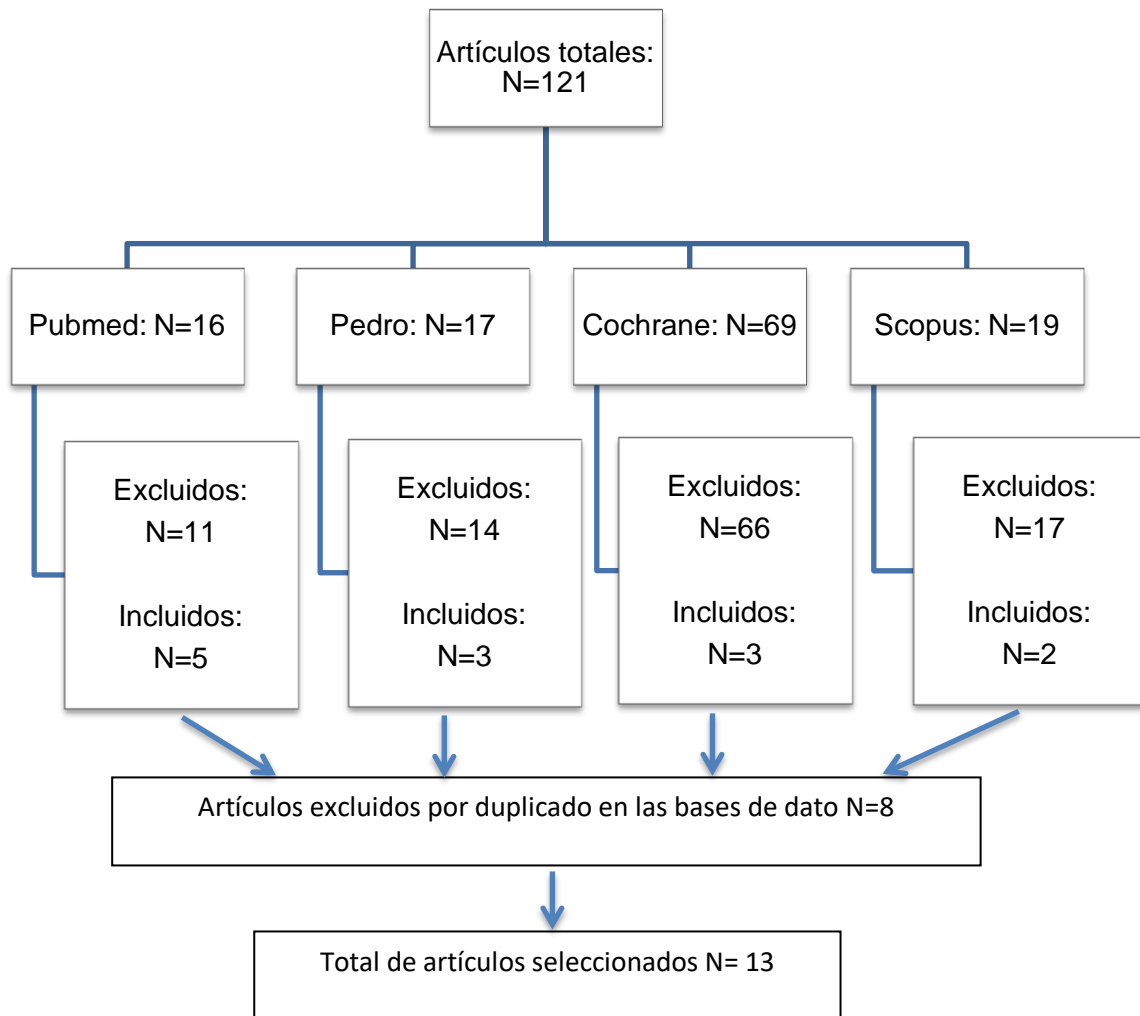 Artículos totales:
N=121
Pubmed: N=16
Pedro: N=17
Cochrane: N=69
Scopus: N=19
Excluidos:
N=11
Incluidos:
N=5
Excluidos:
N=14
Incluidos:
N=3
Excluidos:
N=66
Incluidos:
N=3
Excluidos:
N=17
Incluidos:
N=2
Artículos excluidos por duplicado en las bases de dato N=8
Total de artículos seleccionados N= 13